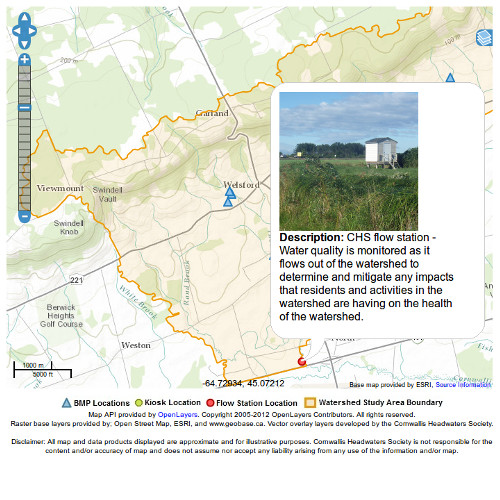 200 m
100 m
Garland
Viewmount
Swindell
Vault
Welsford
Swindell
Knob
221
Rand Brook
White Brook
Berwick
Heights
Golf Course
Weston
Description: CHS flow station -
Water quality is monitored as it
flows out of the watershed to
determine and mitigate any impacts
that residents and activities in the
watershed are having on the health
of the watershed.
1000 m
5000 ft
-64.72934, 45.07212
Base map provided by ESRI, Source Information
BMP Locations Kiosk Location Flow Station Location Watershed Study Area Boundary
Map API provided by OpenLayers. Copyright 2005-2012 OpenLayers Contributors. All rights reserved.
Raster base layers provided by; Open Street Map, ESRI, and www.geobase.ca. Vector overlay layers developed by the Cornwallis Headwaters Society.
Disclaimer: All map and data products displayed are approximate and for illustrative purposes. Cornwallis Headwaters Society is not responsible for the
content and/or accuracy of map and does not assume nor accept any liability arising from any use of the information and/or map.